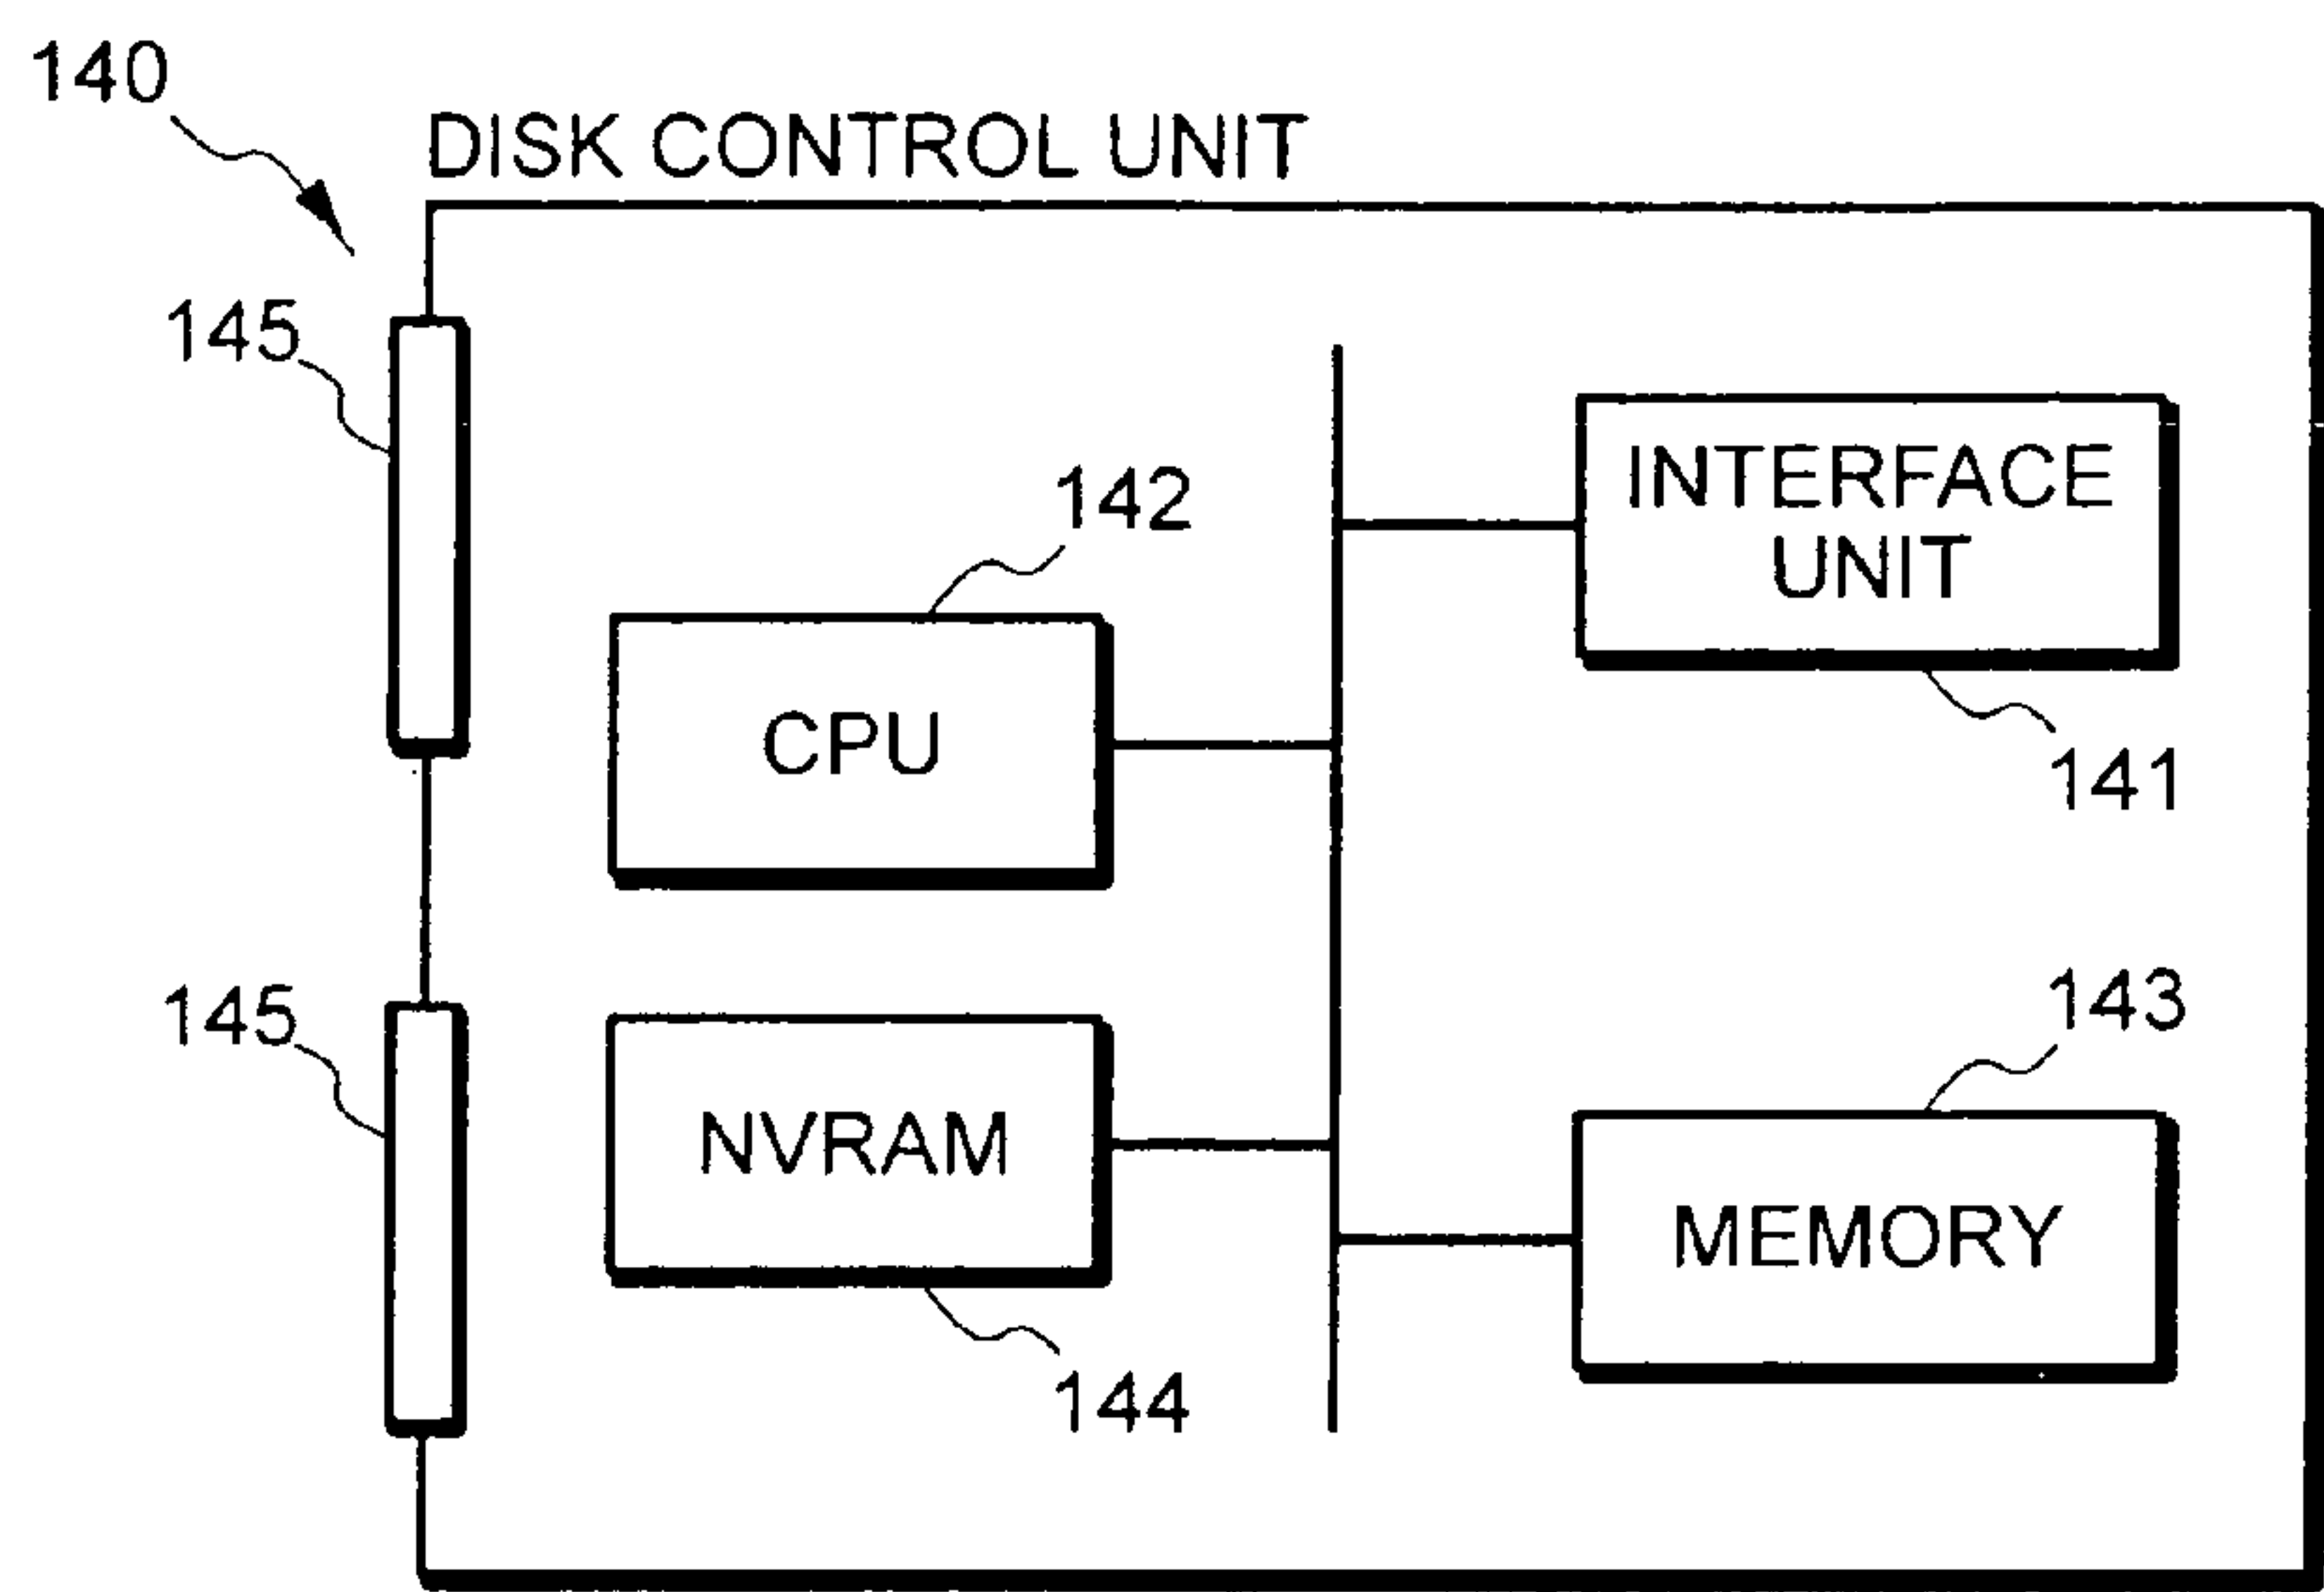 140
DISK CONTROL UNIT
145
142
INTERFACE
UNIT
CPU
141
145
143
NVRAM
MEMORY
144